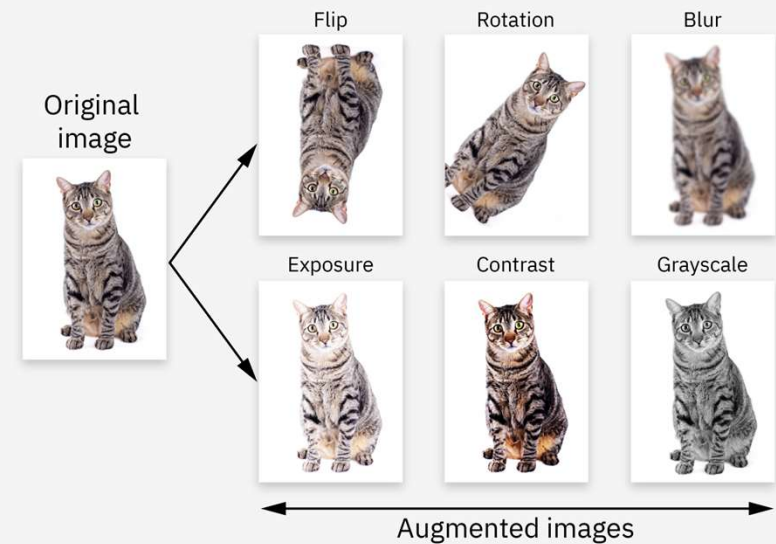 Original
image
Flip
Rotation
Blur
Exposure
Contrast
Grayscale
Augmented images